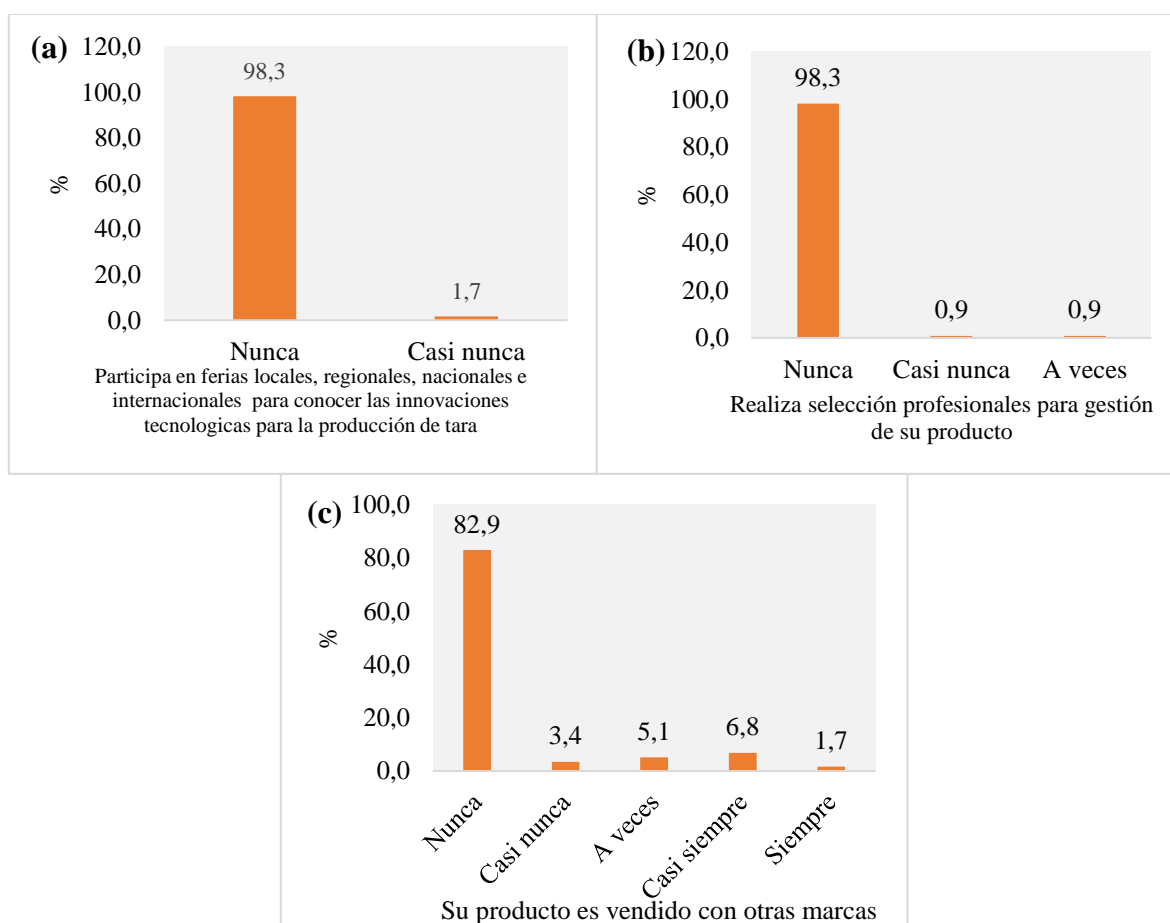 (a)
120,0
100,0
80,0
60,0
40,0
20,0
0,0
%
98,3
1,7
Nunca
Casi nunca
Participa en ferias locales, regionales, nacionales e
internacionales para conocer las innovaciones
tecnologicas para la producción de tara
(b)
120,0
100,0
80,0
60,0
40,0
20,0
0,0
%
98,3
0,9
0,9
Nunca
Casi nunca
A veces
Realiza selección profesionales para gestión
de su producto
(c)
100,0
80,0
60,0
40,0
20,0
0,0
%
82,9
3,4
5,1
6,8
1,7
Nunca
Casi nunca
A veces
Casi siempre
Siempre
Su producto es vendido con otras marcas